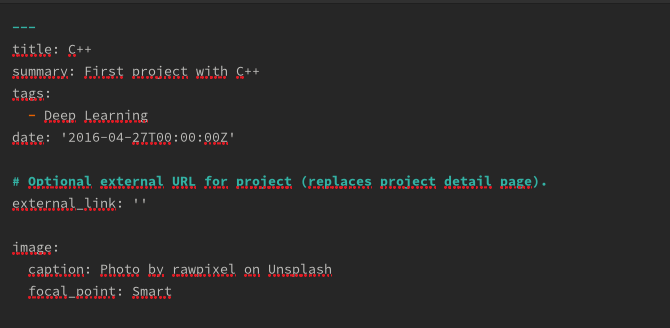 ---
title: C++
summary: First project with C++
tags:
  - Deep Learning
date: '2016-04-27T00:00:00Z'
# Optional external URL for project (replaces project detail page).
external_link: ''
image:
  caption: Photo by rawpixel on Unsplash
  focal_point: Smart